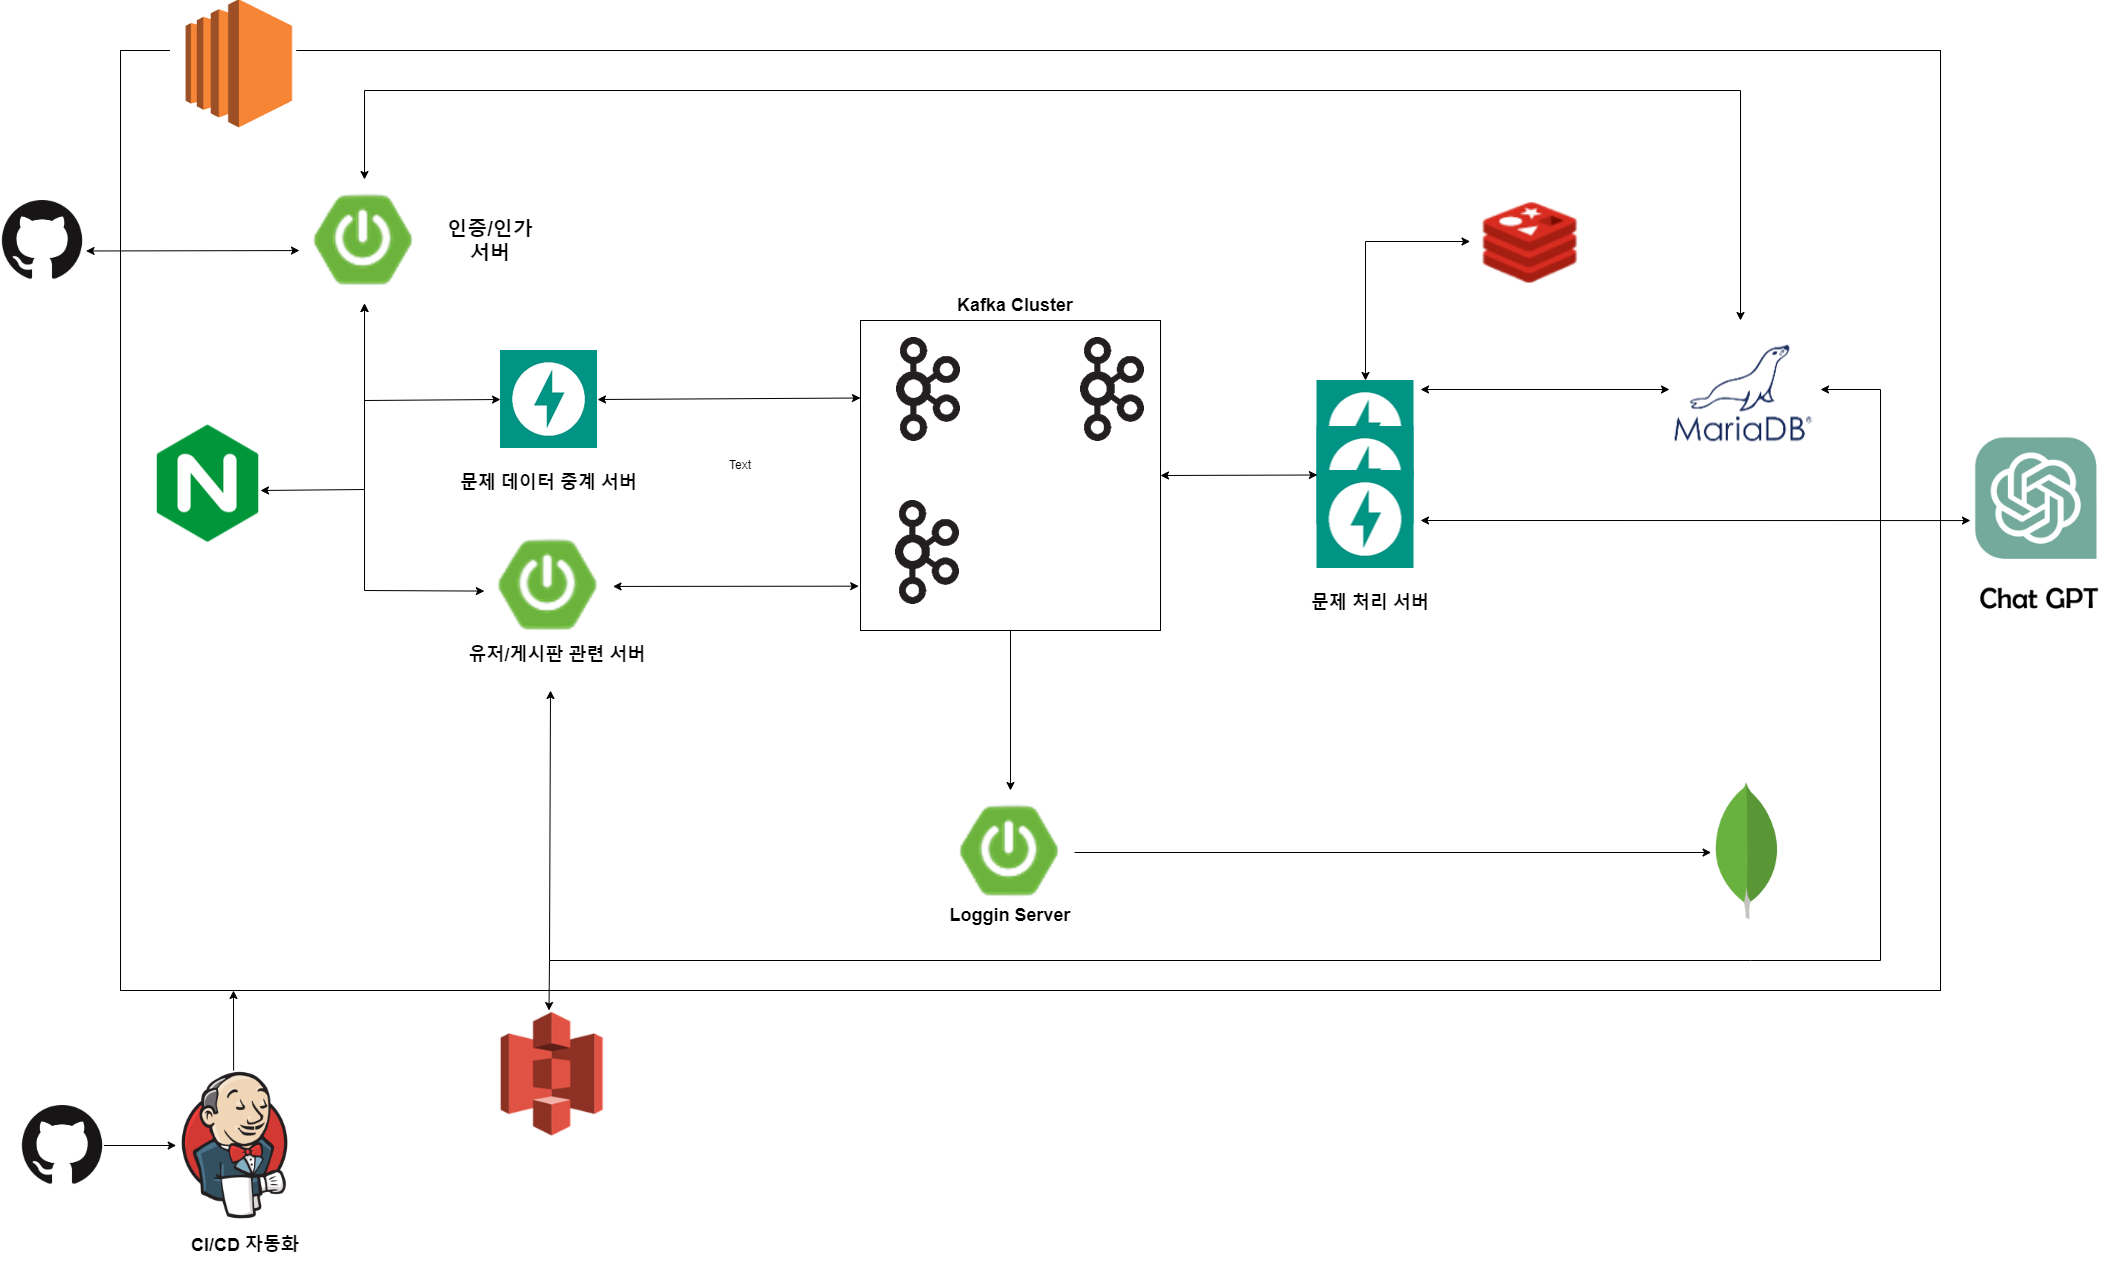 인증/인가
서버
Kafka Cluster
MariaDB®
Text
문제 데이터 중계 서버
N
문제 처리 서버
Chat GPT
유저/게시판 관련 서버
Loggin Server
CI/CD 자동화